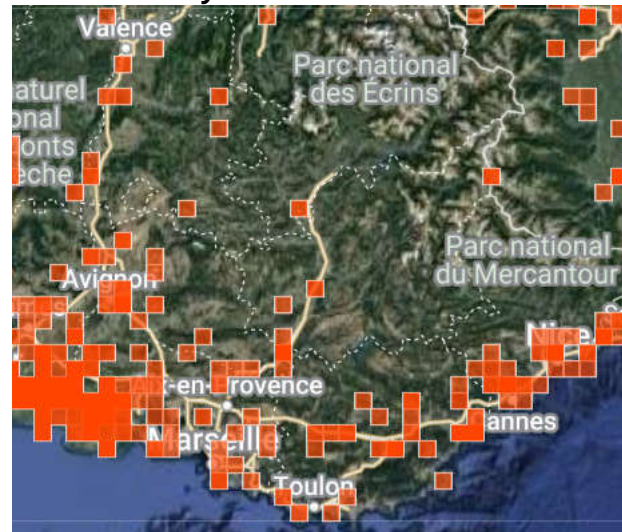 Valence
Parc national
des Écrins
aturel
onal
onts
èche
Parc national
du Mercantour
Avignon
Nice
Aix-en-Provence
annes
Marseille
Toulon